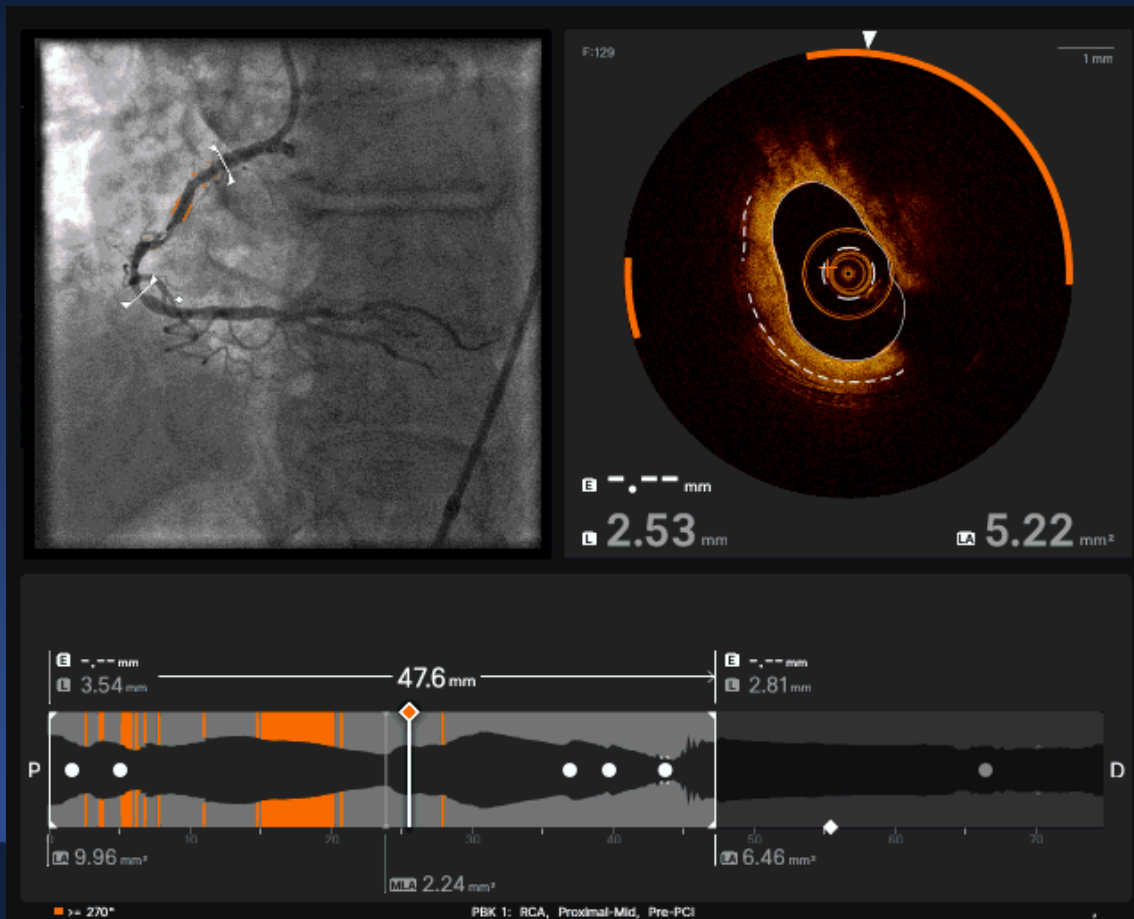 F:129
1 mm
E -.-- mm
L 2.53 mm
LA 5.22 mm²
E -.-- mm
L 3.54 mm
47.6 mm
E -.-- mm
L 2.81 mm
P
D
0 10 20 30 40 50 60 70
LA 9.96 mm²
LA 6.46 mm²
MLA 2.24 mm²
>= 270°
PBK 1: RCA, Proximal-Mid, Pre-PCI